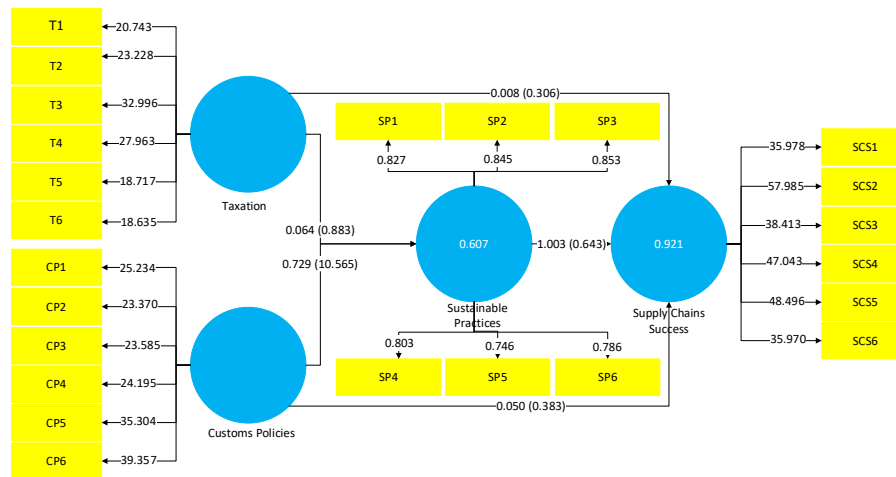 T1
T2
T3
T4
T5
T6
20.743
23.228
32.996
27.963
18.717
18.635
Taxation
CP1
CP2
CP3
CP4
CP5
CP6
25.234
23.370
23.585
24.195
35.304
39.357
Customs Policies
0.064 (0.883)
0.729 (10.565)
0.008 (0.306)
SP1
SP2
SP3
0.827
0.845
0.853
0.607
Sustainable
Practices
1.003 (0.643)
0.803
0.746
0.786
SP4
SP5
SP6
0.050 (0.383)
0.921
Supply Chains
Success
35.978
57.985
38.413
47.043
48.496
35.970
SCS1
SCS2
SCS3
SCS4
SCS5
SCS6